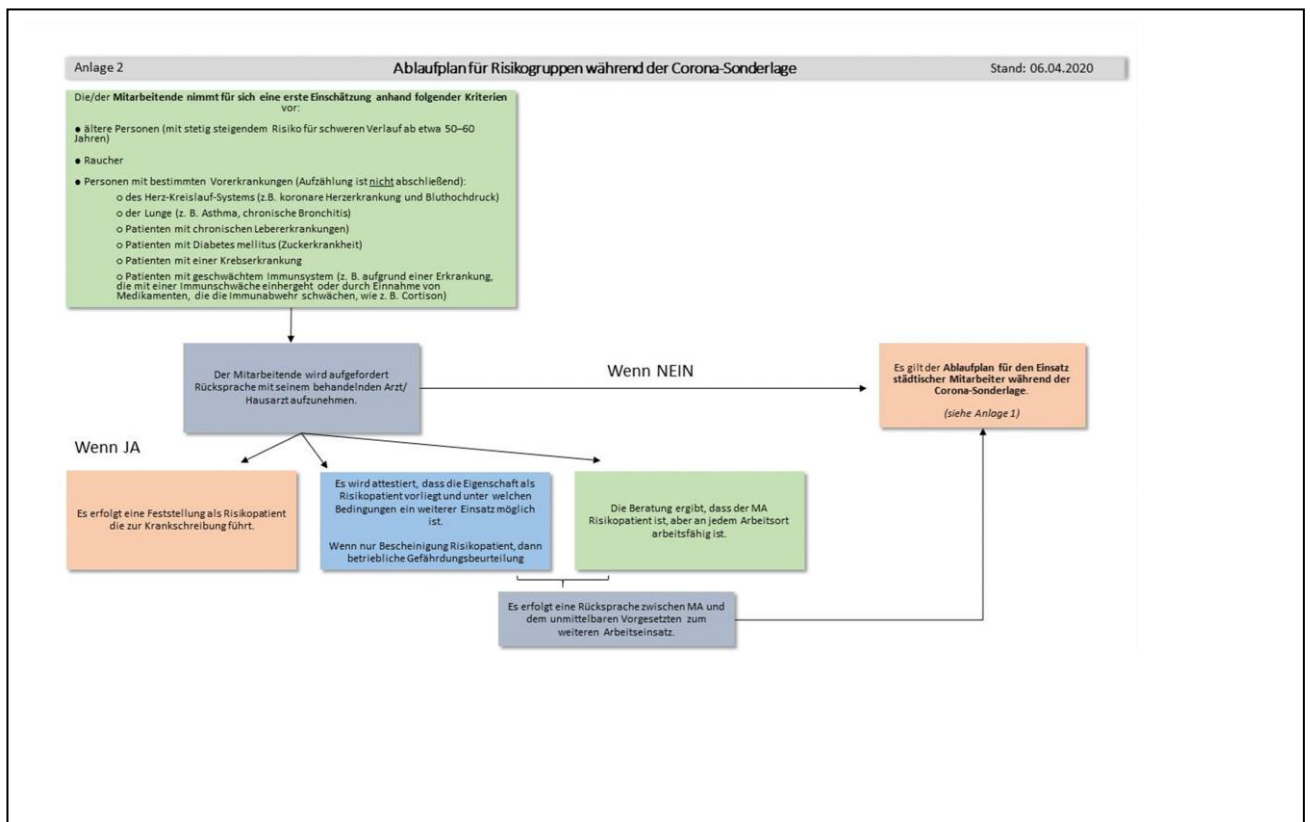 Anlage 2
Ablaufplan für Risikogruppen während der Corona-Sonderlage
Stand: 06.04.2020
Die/der Mitarbeitende nimmt für sich eine erste Einschätzung anhand folgender Kriterien
vor:
● ältere Personen (mit stetig steigendem Risiko für schweren Verlauf ab etwa 50–60
Jahren)
● Raucher
● Personen mit bestimmten Vorerkrankungen (Aufzählung ist nicht abschließend):
o des Herz-Kreislauf-Systems (z.B. koronare Herzerkrankung und Bluthochdruck)
o der Lunge (z. B. Asthma, chronische Bronchitis)
o Patienten mit chronischen Lebererkrankungen)
o Patienten mit Diabetes mellitus (Zuckerkrankheit)
o Patienten mit einer Krebserkrankung
o Patienten mit geschwächtem Immunsystem (z. B. aufgrund einer Erkrankung,
die mit einer Immunschwäche einhergeht oder durch Einnahme von
Medikamenten, die die Immunabwehr schwächen, wie z. B. Cortison)
Der Mitarbeitende wird aufgefordert
Rücksprache mit seinem behandelnden Arzt/
Hausarzt aufzunehmen.
Wenn NEIN
Es gilt der Ablaufplan für den Einsatz
städtischer Mitarbeiter während der
Corona-Sonderlage.
(siehe Anlage 1)
Wenn JA
Es erfolgt eine Feststellung als Risikopatient
die zur Krankschreibung führt.
Es wird attestiert, dass die Eigenschaft als
Risikopatient vorliegt und unter welchen
Bedingungen ein weiterer Einsatz möglich
ist.
Wenn nur Bescheinigung Risikopatient, dann
betriebliche Gefährdungsbeurteilung
Die Beratung ergibt, dass der MA
Risikopatient ist, aber an jedem Arbeitsort
arbeitsfähig ist.
Es erfolgt eine Rücksprache zwischen MA und
dem unmittelbaren Vorgesetzten zum
weiteren Arbeitseinsatz.